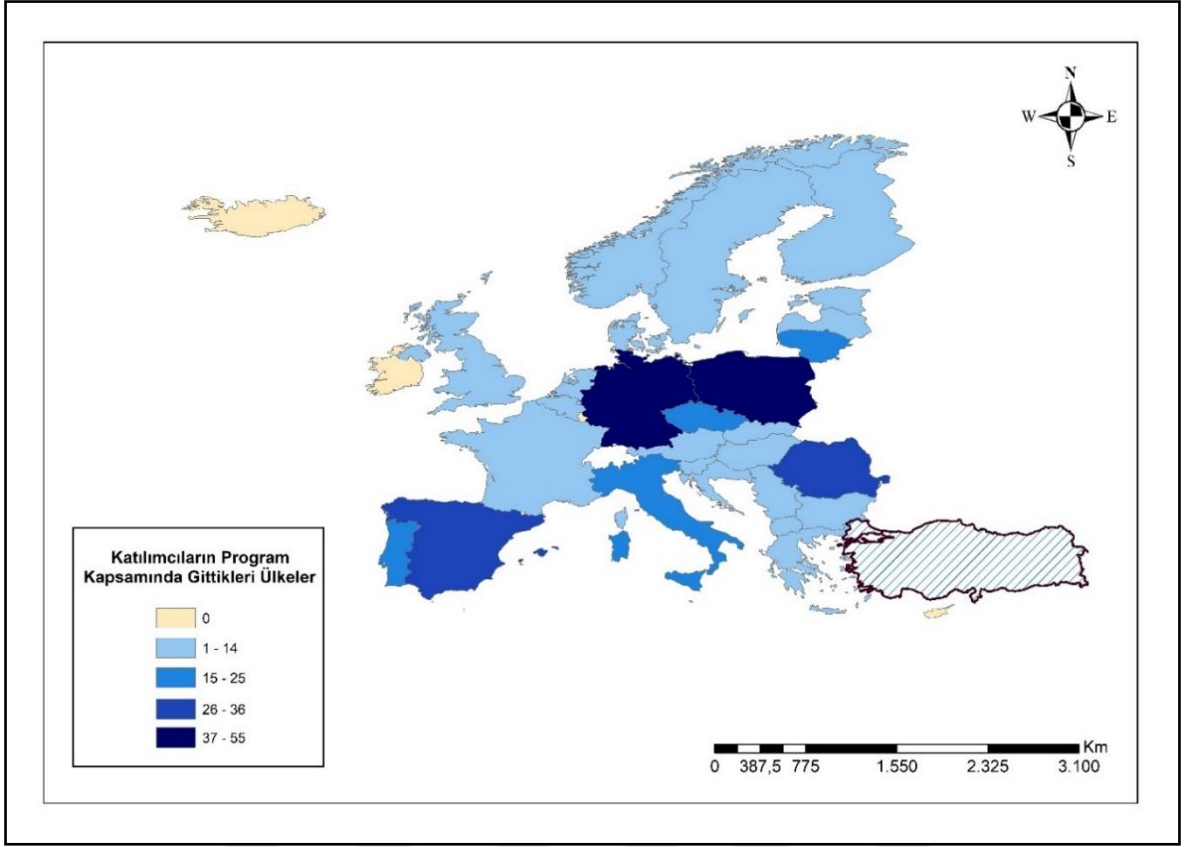 N
W E
S
Katılımcıların Program
Kapsamında Gittikleri Ülkeler
0
1 - 14
15 - 25
26 - 36
37 - 55
Km
0 387,5 775 1.550 2.325 3.100